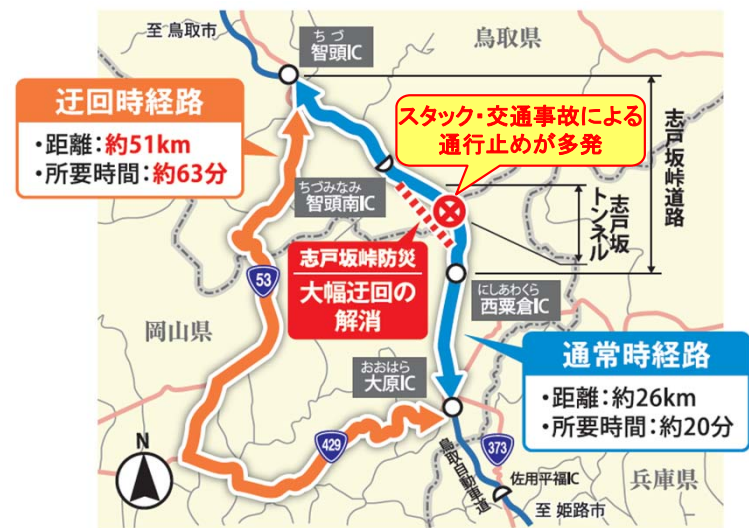 至 鳥取市
ちづ
智頭IC
鳥取県
迂回時経路
・距離：約51km
・所要時間：約63分
スタック・交通事故による
通行止めが多発
志戸坂峠道路
志戸坂
トンネル
ちづみなみ
智頭南IC
志戸坂峠防災
大幅迂回の
解消
53
にしあわくら
西粟倉IC
岡山県
おおはら
大原IC
通常時経路
・距離：約26km
・所要時間：約20分
429
373
N
鳥取自動車道
佐用平福IC
兵庫県
至 姫路市